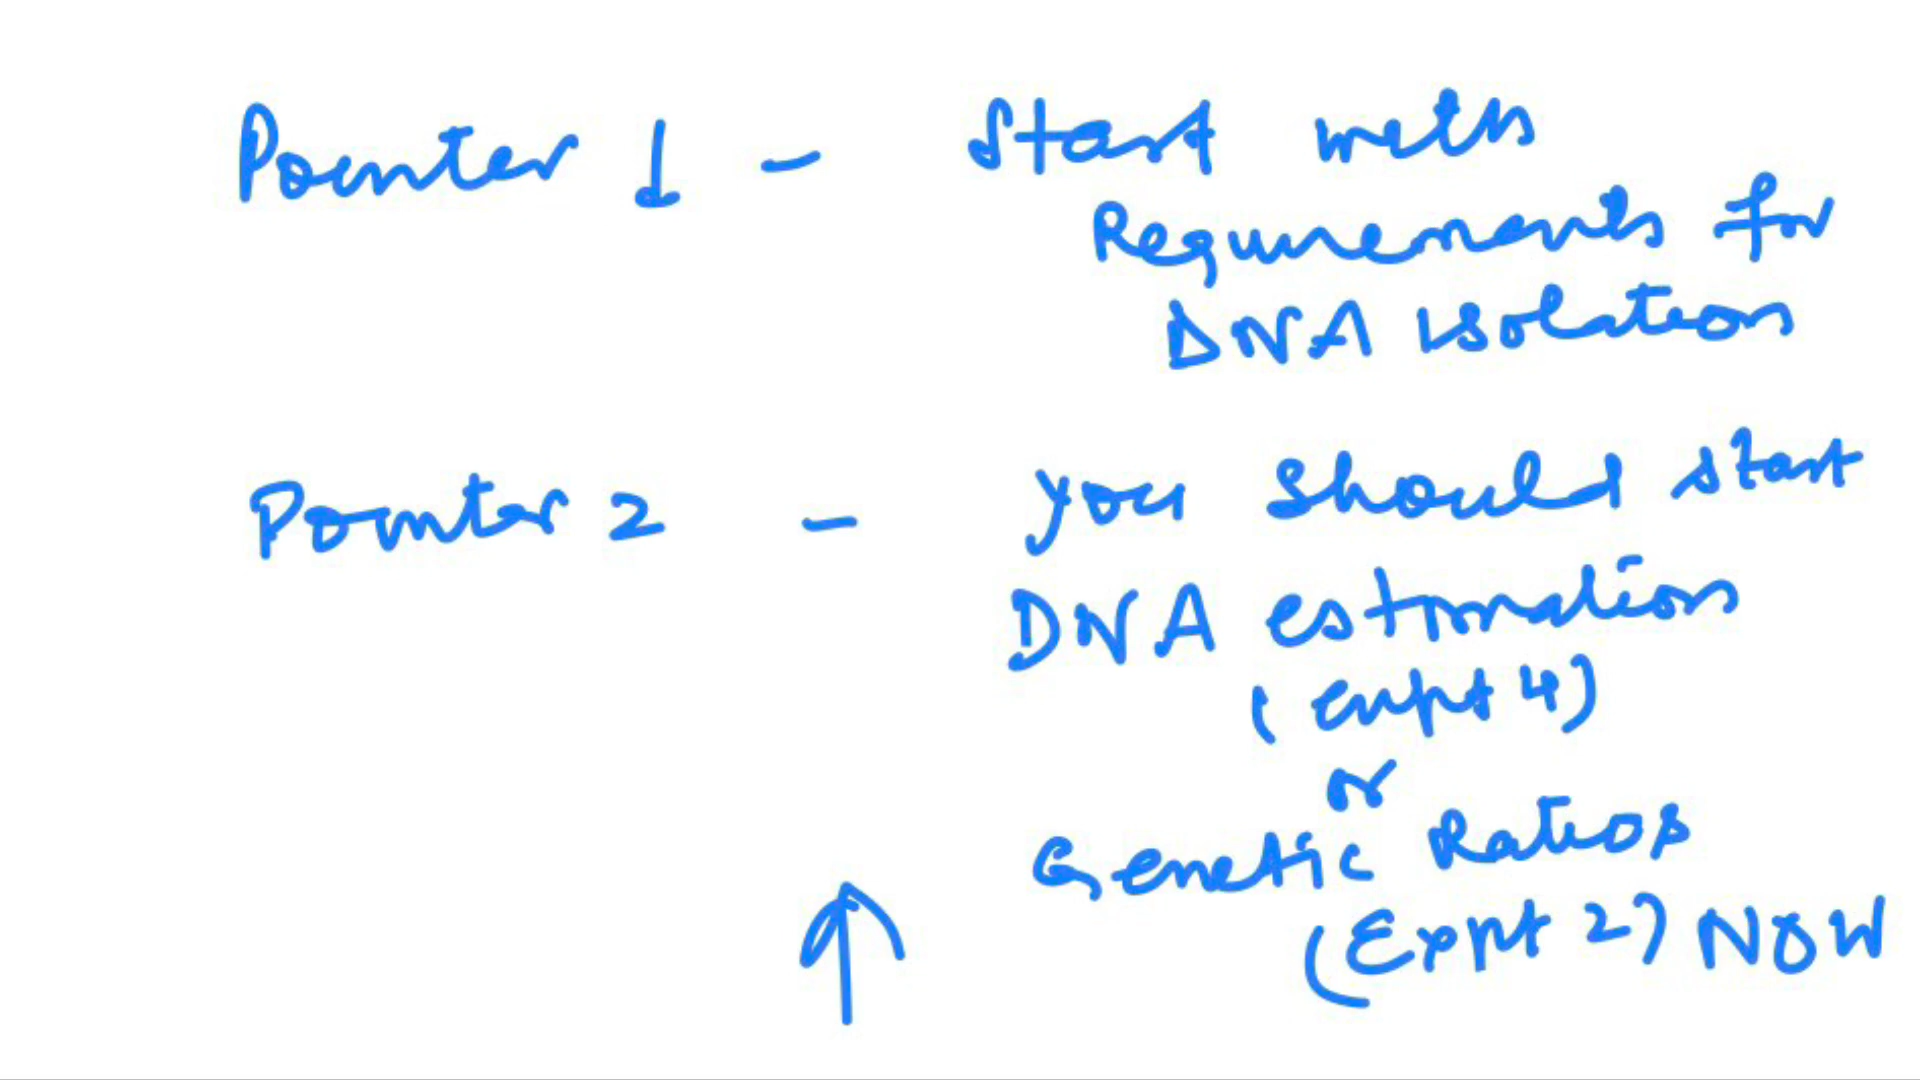 Pointer 1 - Start with
Requirements for
DNA isolation
Pointer 2 - you should start
DNA estimation
(expt 4)
or
Genetic Ratios
(Expt 2) NOW